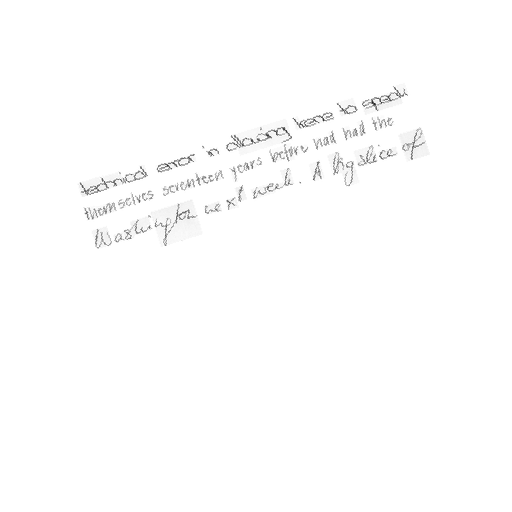 technical error in allowing to speak
themselves seventeen years before had had the
Washington next week. A big slice of